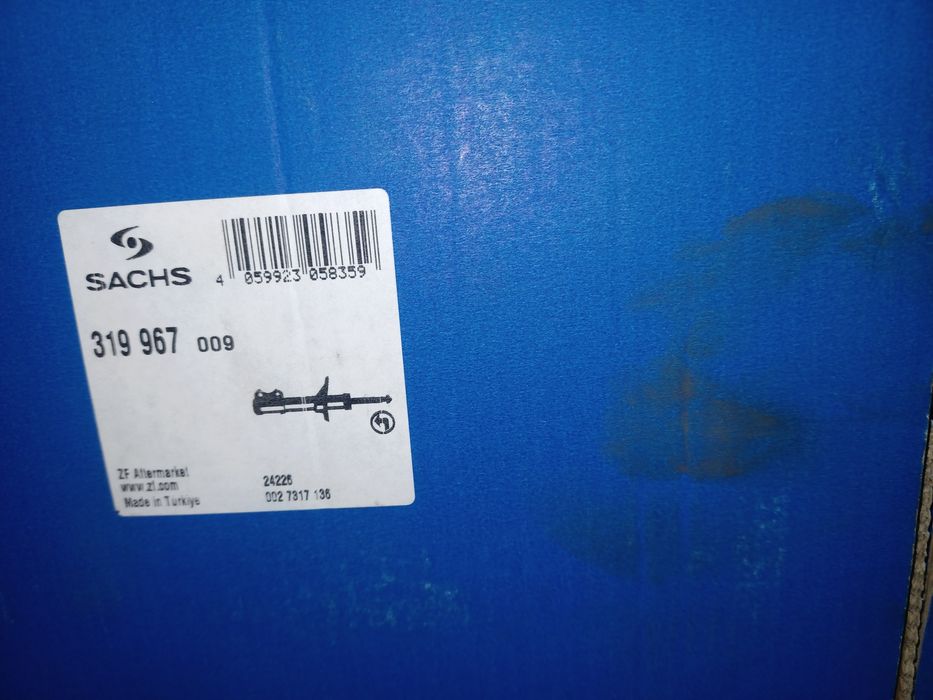 SACHS
4 059923 058359
319 967 009
ZF Aftermarket
www.zf.com
Made in Türkiye
24226
002 7317 136